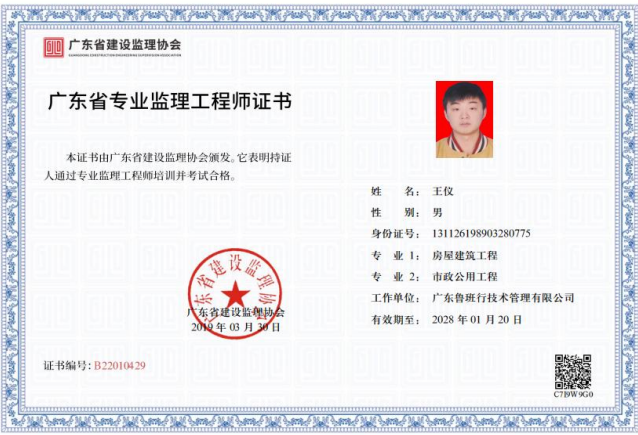 广东省建设监理协会
GUANGDONG CONSTRUCTION ENGINEERING SUPERVISION ASSOCIATION
广东省专业监理工程师证书
本证书由广东省建设监理协会颁发。它表明持证
人通过专业监理工程师培训并考试合格。
姓 名: 王仪
性 别: 男
身份证号: 131126198903280775
专 业 1: 房屋建筑工程
专 业 2: 市政公用工程
工作单位: 广东鲁班行技术管理有限公司
有效期至: 2028 年 01 月 20 日
广东省建设监理协会
广东省建设监理协会
2019 年 03 月 30 日
证书编号: B22010429
C7I9W9G0